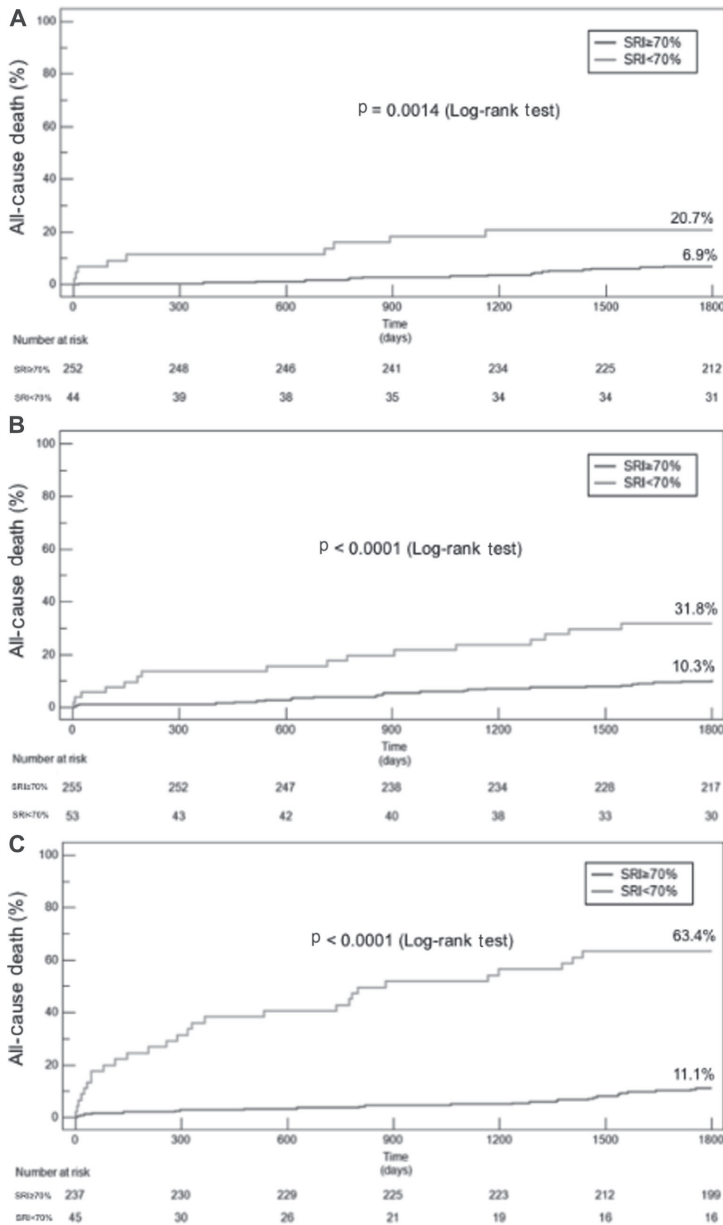 A
All-cause death (%)
100
80
60
40
20
0
SRI≥70%
SRI<70%
p = 0.0014 (Log-rank test)
20.7%
6.9%
0 300 600 900 1200 1500 1800
Time
(days)
Number at risk
SRI≥70% 252 248 246 241 234 225 212
SRI<70% 44 39 38 35 34 34 31
B
All-cause death (%)
100
80
60
40
20
0
SRI≥70%
SRI<70%
p < 0.0001 (Log-rank test)
31.8%
10.3%
0 300 600 900 1200 1500 1800
Time
(days)
Number at risk
SRI≥70% 255 252 247 238 234 228 217
SRI<70% 53 43 42 40 38 33 30
C
All-cause death (%)
100
80
60
40
20
0
SRI≥70%
SRI<70%
p < 0.0001 (Log-rank test)
63.4%
11.1%
0 300 600 900 1200 1500 1800
Time
(days)
Number at risk
SRI≥70% 237 230 229 225 223 212 199
SRI<70% 45 30 26 21 19 16 16